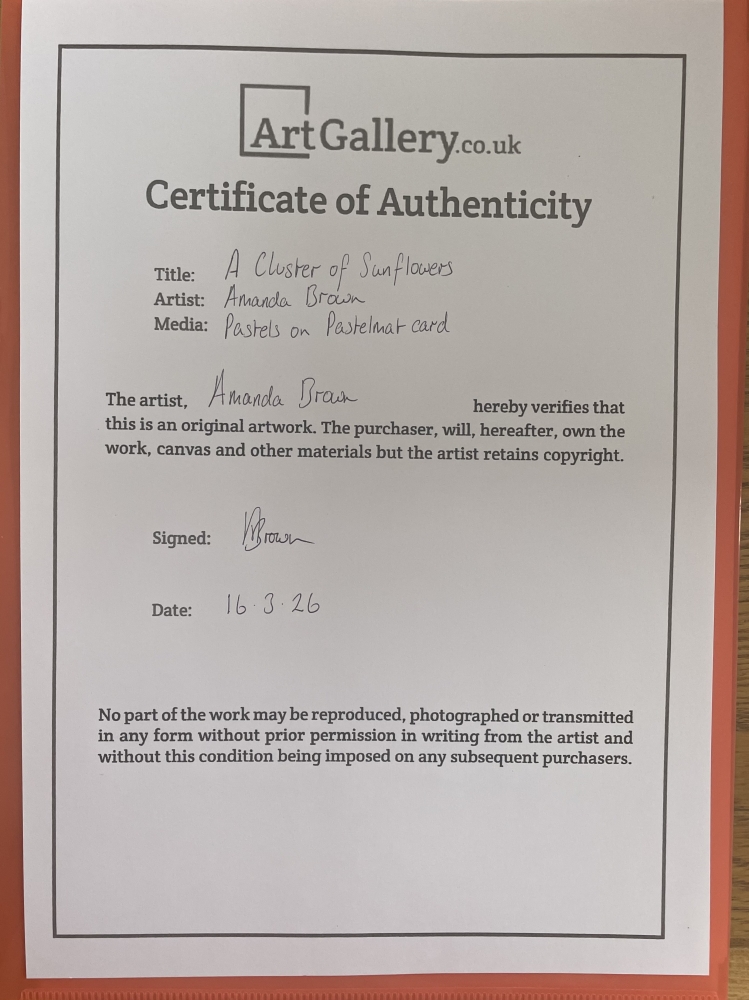 ArtGallery.co.uk
Certificate of Authenticity
Title: A Cluster of Sunflowers
Artist: Amanda Brown
Media: Pastels on Pastelmat card
The artist, Amanda Brown hereby verifies that
this is an original artwork. The purchaser, will, hereafter, own the
work, canvas and other materials but the artist retains copyright.
Signed: ABrown
Date: 16.3.26
No part of the work may be reproduced, photographed or transmitted
in any form without prior permission in writing from the artist and
without this condition being imposed on any subsequent purchasers.